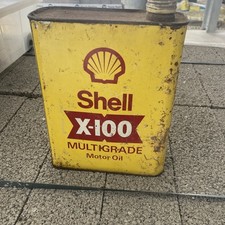 Shell
X-100
MULTIGRADE
Motor Oil